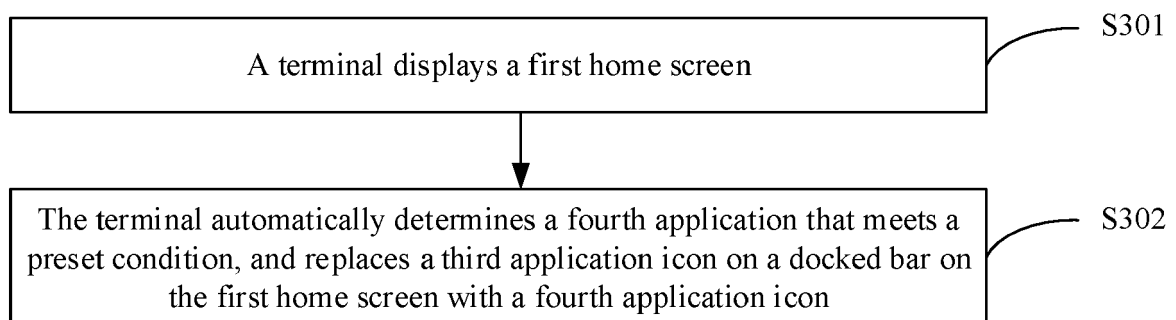 A terminal displays a first home screen
S301
The terminal automatically determines a fourth application that meets a
preset condition, and replaces a third application icon on a docked bar on
the first home screen with a fourth application icon
S302